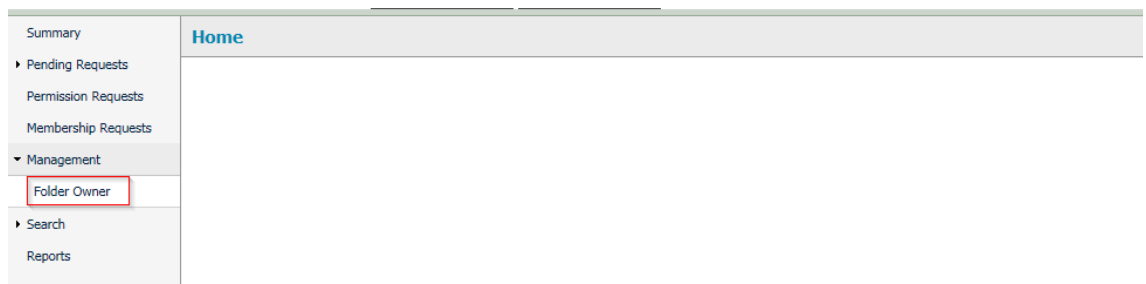 Summary
Home
Pending Requests
Permission Requests
Membership Requests
Management
Folder Owner
Search
Reports